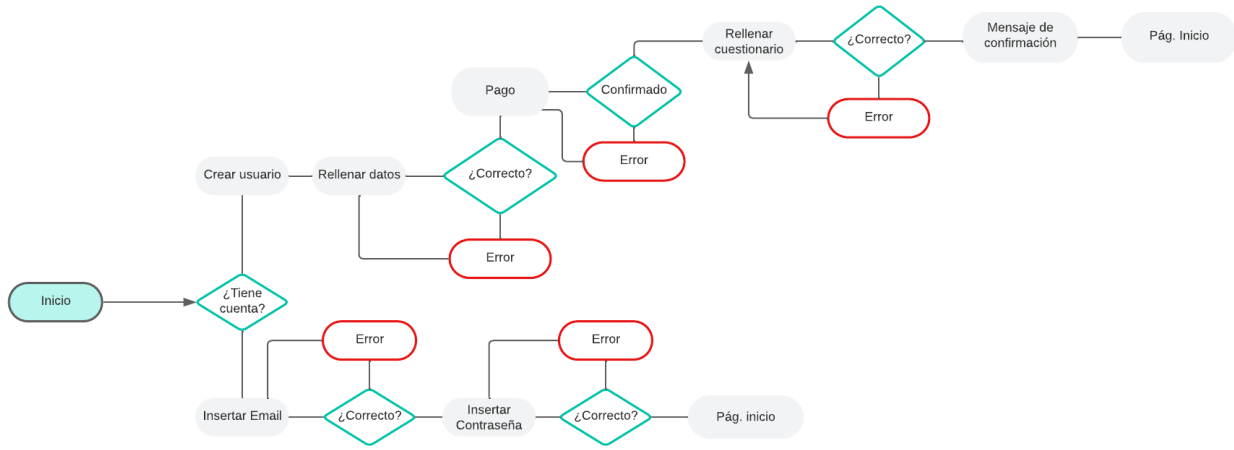 Inicio
¿Tiene
cuenta?
Crear usuario
Rellenar datos
¿Correcto?
Error
Pago
Confirmado
Error
Rellenar
cuestionario
¿Correcto?
Error
Mensaje de
confirmación
Pág. Inicio
Insertar Email
¿Correcto?
Error
Insertar
Contraseña
¿Correcto?
Error
Pág. inicio